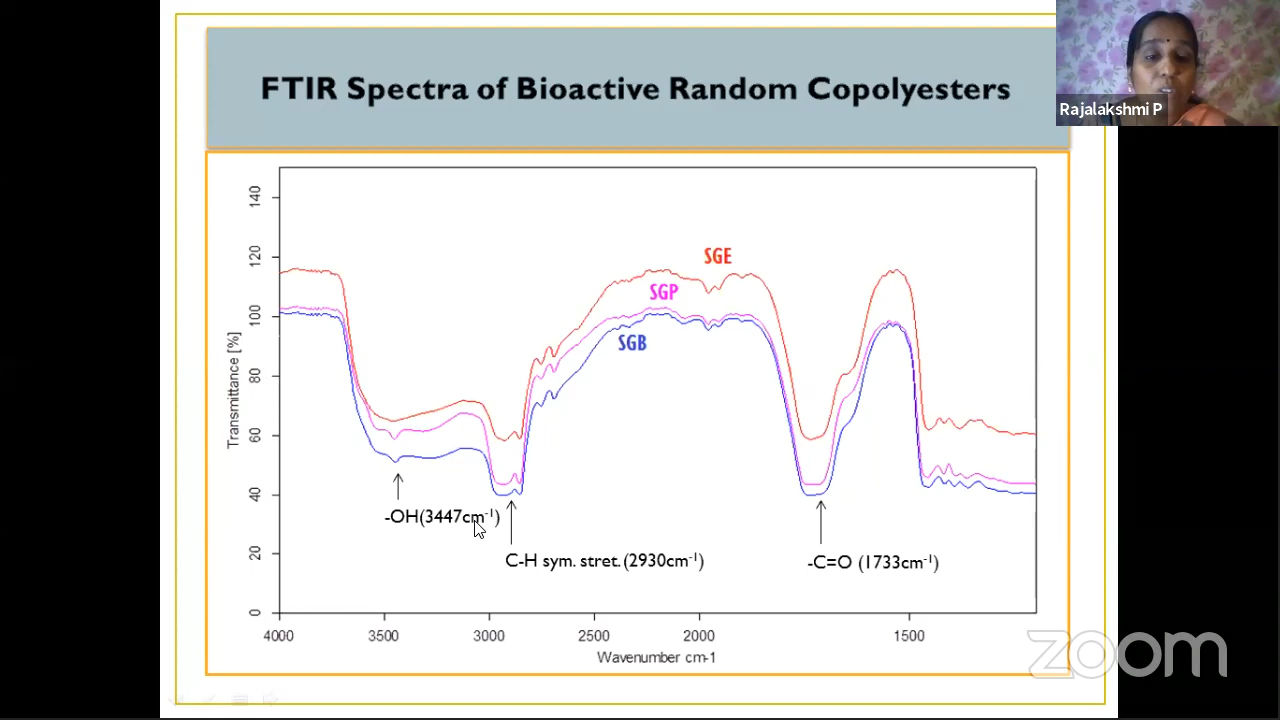 FTIR Spectra of Bioactive Random Copolyesters
Rajalakshmi P
140
120
100
80
60
40
20
0
Transmittance [%]
SGE
SGP
SGB
-OH(3447cm-1)
C-H sym. stret. (2930cm-1)
-C=O (1733cm-1)
4000 3500 3000 2500 2000 1500
Wavenumber cm-1
zoom